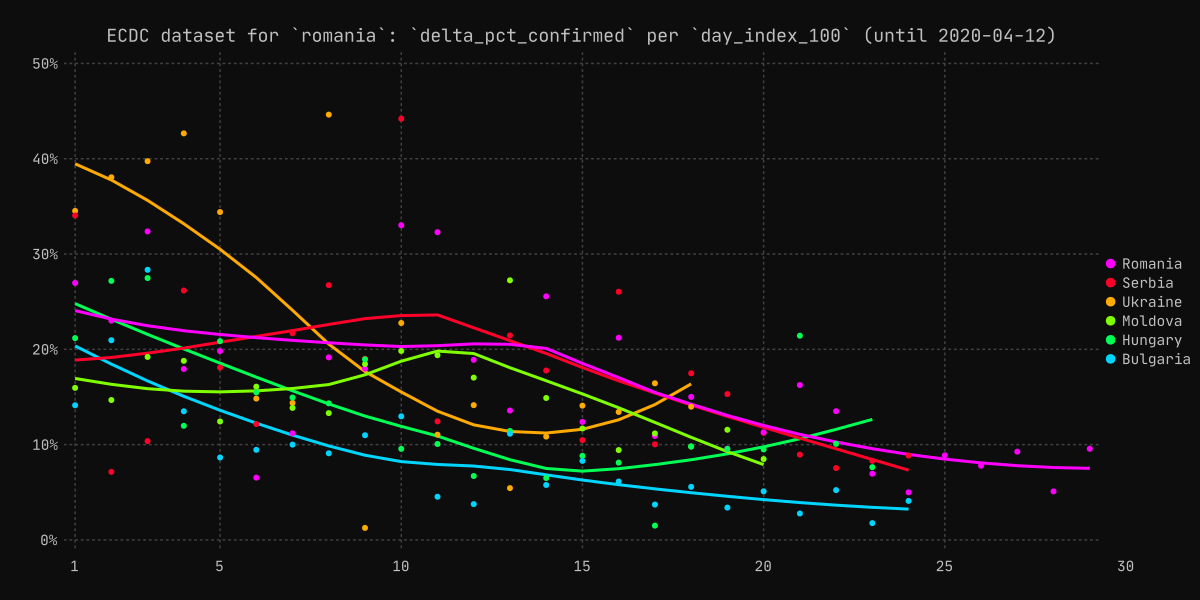 ECDC dataset for `romania`: `delta_pct_confirmed` per `day_index_100` (until 2020-04-12)
50%
40%
30%
20%
10%
0%
1 5 10 15 20 25 30
Romania
Serbia
Ukraine
Moldova
Hungary
Bulgaria